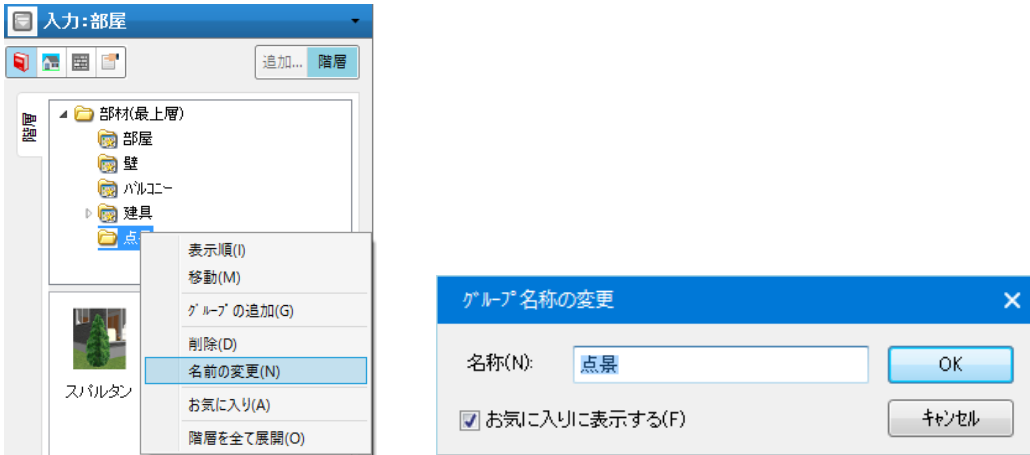 入力:部屋
追加... 階層
階層
部材(最上層)
部屋
壁
ﾊﾞﾙｺﾆｰ
建具
点景
表示順(I)
移動(M)
ｸﾞﾙｰﾌﾟの追加(G)
削除(D)
名前の変更(N)
お気に入り(A)
階層を全て展開(O)
スパルタン
ｸﾞﾙｰﾌﾟ名称の変更
名称(N):
点景
OK
お気に入りに表示する(F)
ｷｬﾝｾﾙ